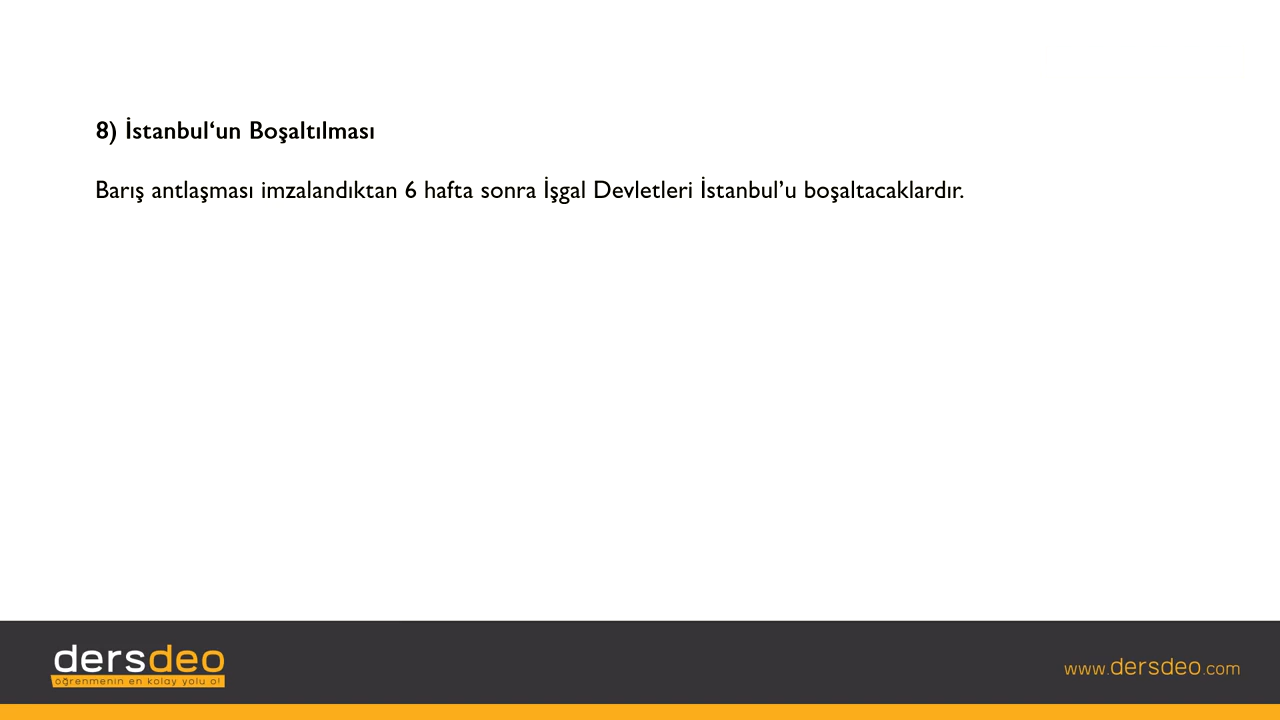 8) İstanbul‘un Boşaltılması
Barış antlaşması imzalandıktan 6 hafta sonra İşgal Devletleri İstanbul’u boşaltacaklardır.
dersdeo
öğrenmenin en kolay yolu o!
www.dersdeo.com